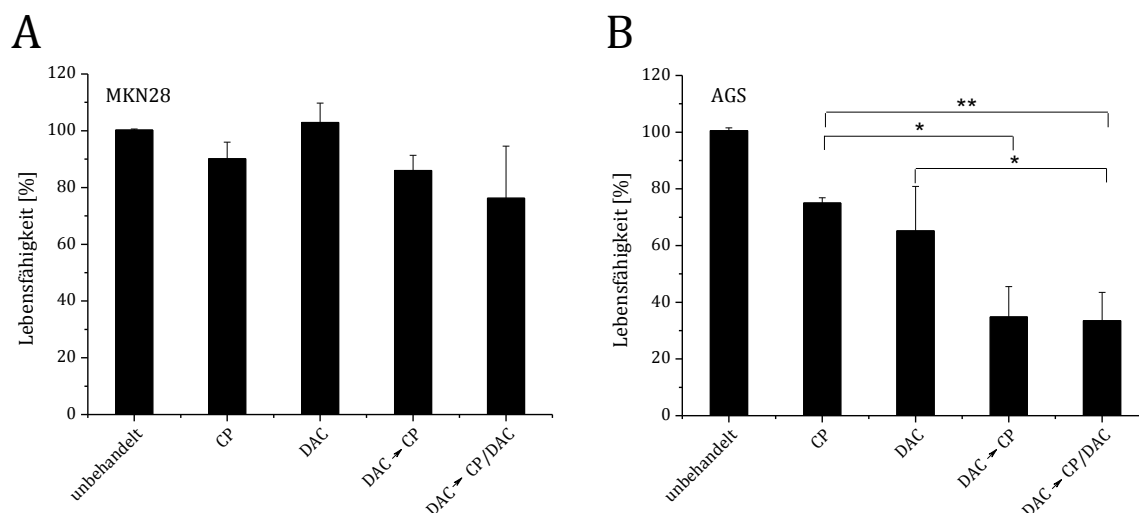 A
MKN28
Lebensfähigkeit [%]
120
100
80
60
40
20
0
unbehandelt
CP
DAC
DAC → CP
DAC → CP/DAC
B
AGS
Lebensfähigkeit [%]
120
100
80
60
40
20
0
**
*
*
unbehandelt
CP
DAC
DAC → CP
DAC → CP/DAC